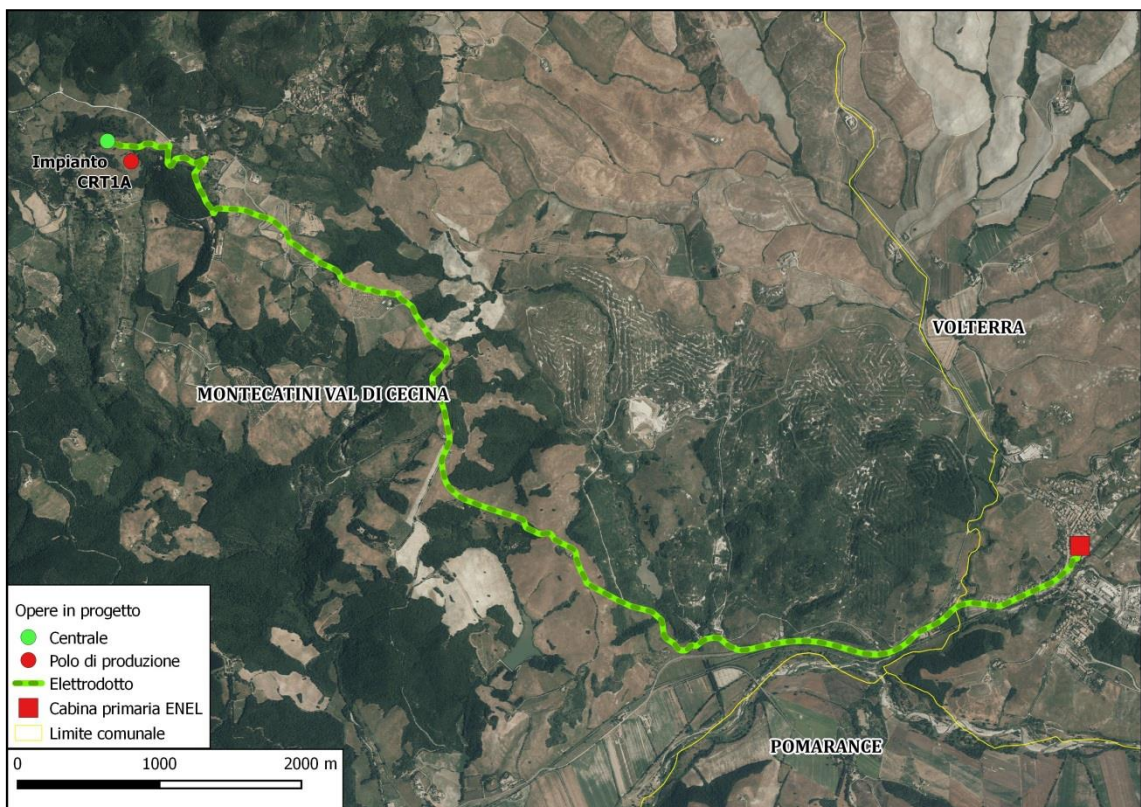 Impianto
CRT1A
VOLTERRA
MONTECATINI VAL DI CECINA
POMARANCE
Opere in progetto
Centrale
Polo di produzione
Elettrodotto
Cabina primaria ENEL
Limite comunale
0 1000 2000 m